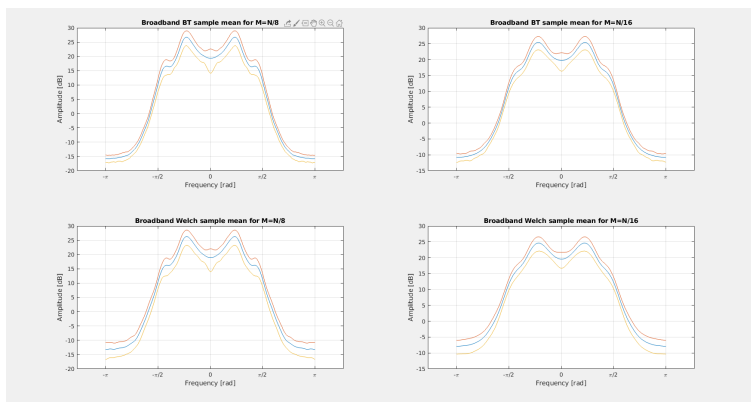 Broadband BT sample mean for M=N/8
30
25
20
15
10
5
0
-5
-10
-15
-20
Amplitude [dB]
-π
-π/2
0
π/2
π
Frequency [rad]
Broadband BT sample mean for M=N/16
30
25
20
15
10
5
0
-5
-10
-15
Amplitude [dB]
-π
-π/2
0
π/2
π
Frequency [rad]
Broadband Welch sample mean for M=N/8
30
25
20
15
10
5
0
-5
-10
-15
-20
Amplitude [dB]
-π
-π/2
0
π/2
π
Frequency [rad]
Broadband Welch sample mean for M=N/16
30
25
20
15
10
5
0
-5
-10
-15
Amplitude [dB]
-π
-π/2
0
π/2
π
Frequency [rad]